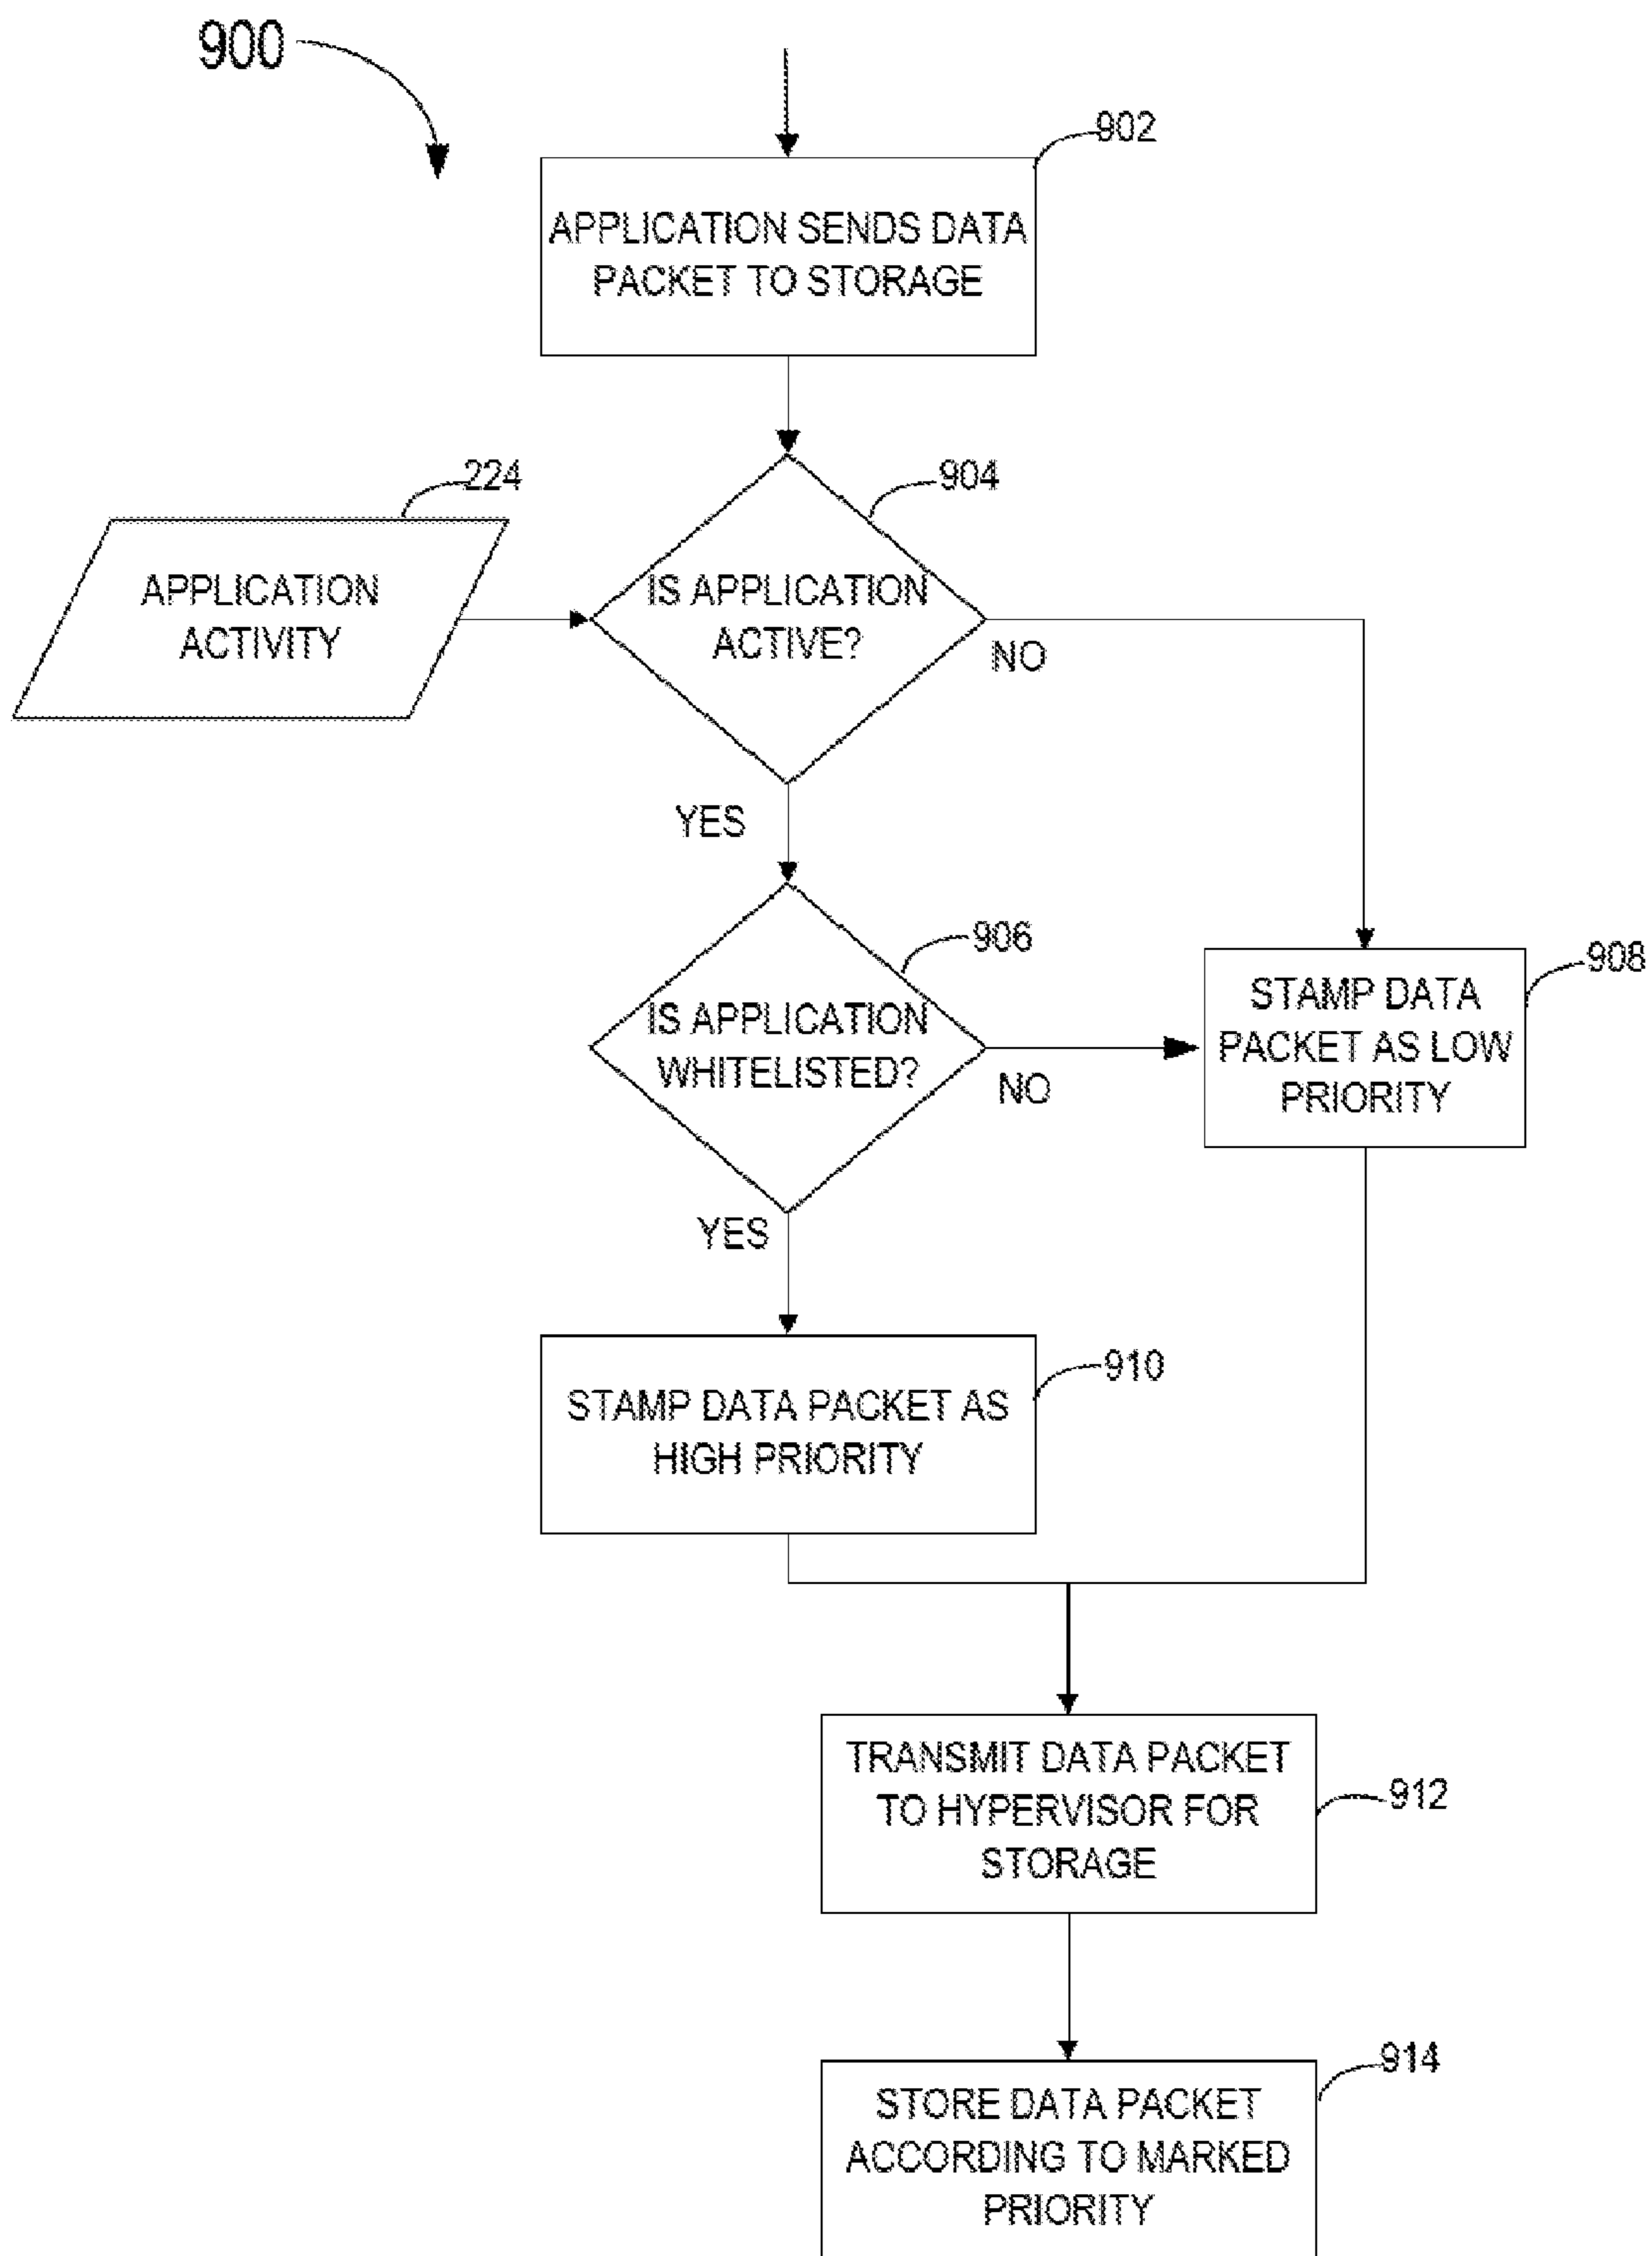 900
902
APPLICATION SENDS DATA
PACKET TO STORAGE
224
904
APPLICATION
ACTIVITY
IS APPLICATION
ACTIVE?
NO
YES
906
908
IS APPLICATION
WHITELISTED?
NO
STAMP DATA
PACKET AS LOW
PRIORITY
YES
910
STAMP DATA PACKET AS
HIGH PRIORITY
TRANSMIT DATA PACKET
TO HYPERVISOR FOR
STORAGE
912
914
STORE DATA PACKET
ACCORDING TO MARKED
PRIORITY